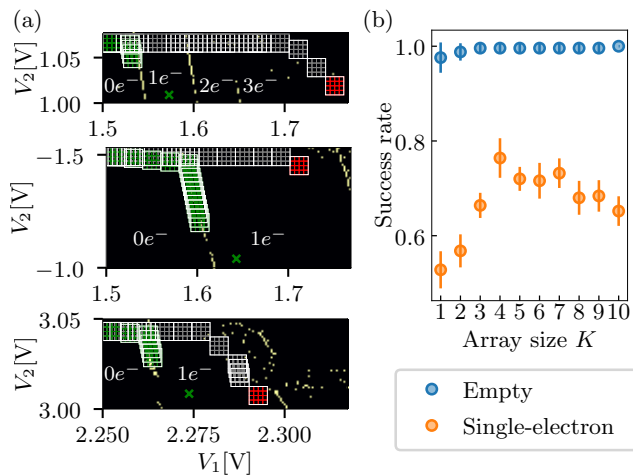 (a)
(b)
V₂[V]
1.05
1.00
0e⁻
1e⁻
2e⁻
3e⁻
1.5
1.6
1.7
V₂[V]
−1.5
−1.0
0e⁻
1e⁻
1.5
1.6
1.7
V₂[V]
3.05
3.00
0e⁻
1e⁻
2.250
2.275
2.300
V₁[V]
Success rate
1.0
0.8
0.6
1 2 3 4 5 6 7 8 9 10
Array size K
Empty
Single-electron